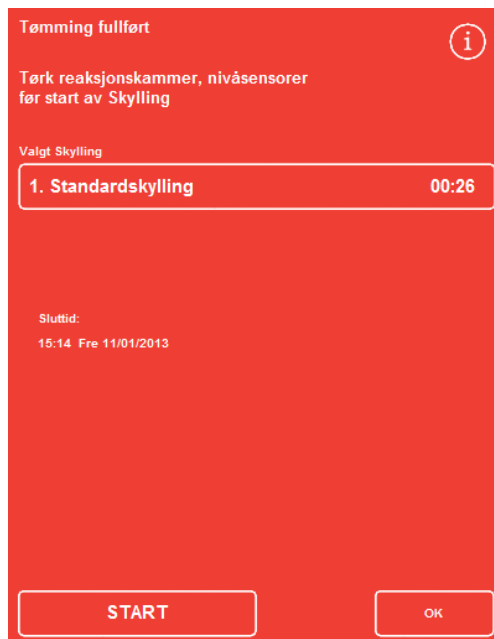 Tømming fullført
i
Tørk reaksjonskammer, nivåsensorer
før start av Skylling
Valgt Skylling
1. Standardskylling 00:26
Sluttid:
15:14 Fre 11/01/2013
START OK